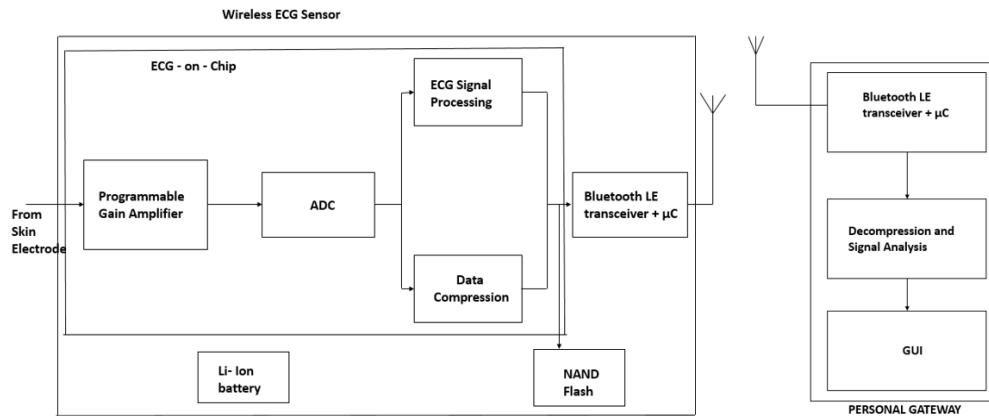 Wireless ECG Sensor
ECG - on - Chip
ECG Signal
Processing
Programmable
Gain Amplifier
ADC
Data
Compression
From
Skin
Electrode
Bluetooth LE
transceiver + µC
Li- Ion
battery
NAND
Flash
Bluetooth LE
transceiver + µC
Decompression and
Signal Analysis
GUI
PERSONAL GATEWAY